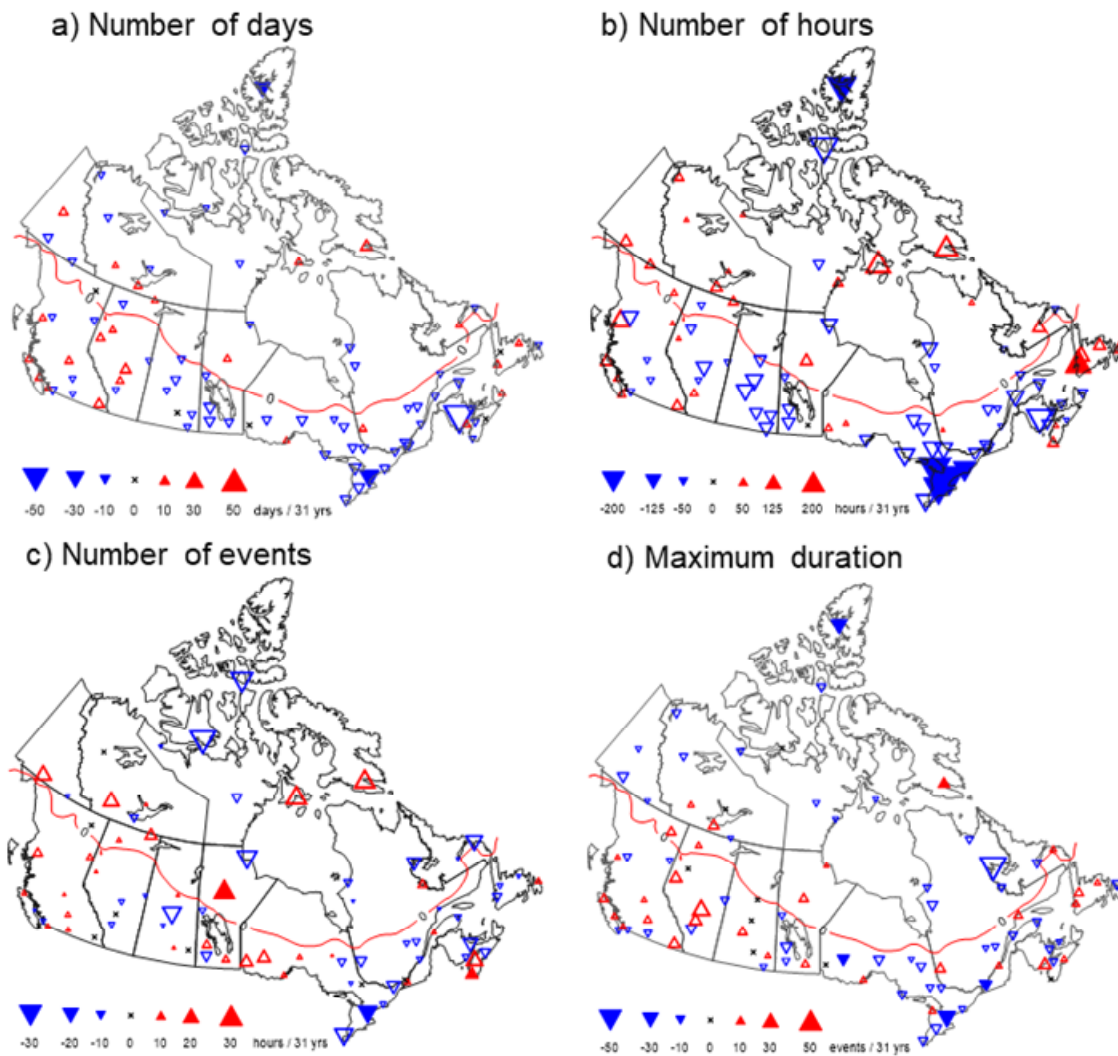 a) Number of days
b) Number of hours
-50 -30 -10 0 10 30 50 days / 31 yrs
-200 -125 -50 0 50 125 200 hours / 31 yrs
c) Number of events
d) Maximum duration
-30 -20 -10 0 10 20 30 hours / 31 yrs
-50 -30 -10 0 10 30 50 events / 31 yrs